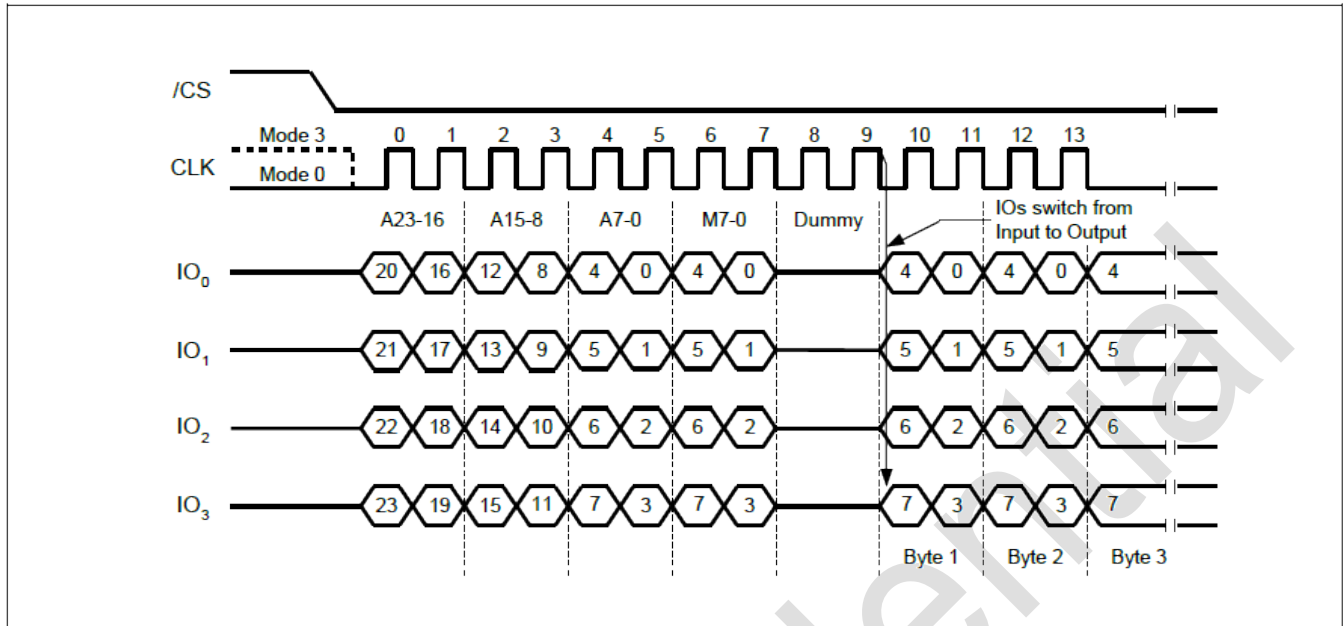 /CS
Mode 3 0 1 2 3 4 5 6 7 8 9 10 11 12 13
CLK
Mode 0
A23-16 A15-8 A7-0 M7-0 Dummy
IOs switch from
Input to Output
IO0 20 16 12 8 4 0 4 0 4 0 4 0 4
IO1 21 17 13 9 5 1 5 1 5 1 5 1 5
IO2 22 18 14 10 6 2 6 2 6 2 6 2 6
IO3 23 19 15 11 7 3 7 3 7 3 7 3 7
Byte 1 Byte 2 Byte 3
dential